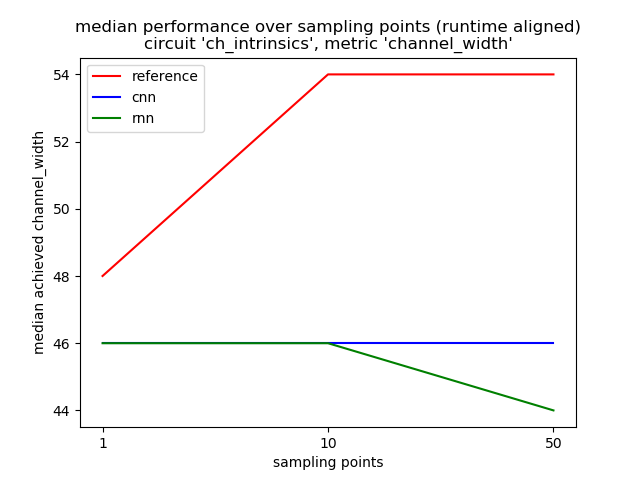 median performance over sampling points (runtime aligned)
circuit 'ch_intrinsics', metric 'channel_width'
reference
cnn
rnn
54
52
50
48
46
44
median achieved channel_width
1
10
50
sampling points